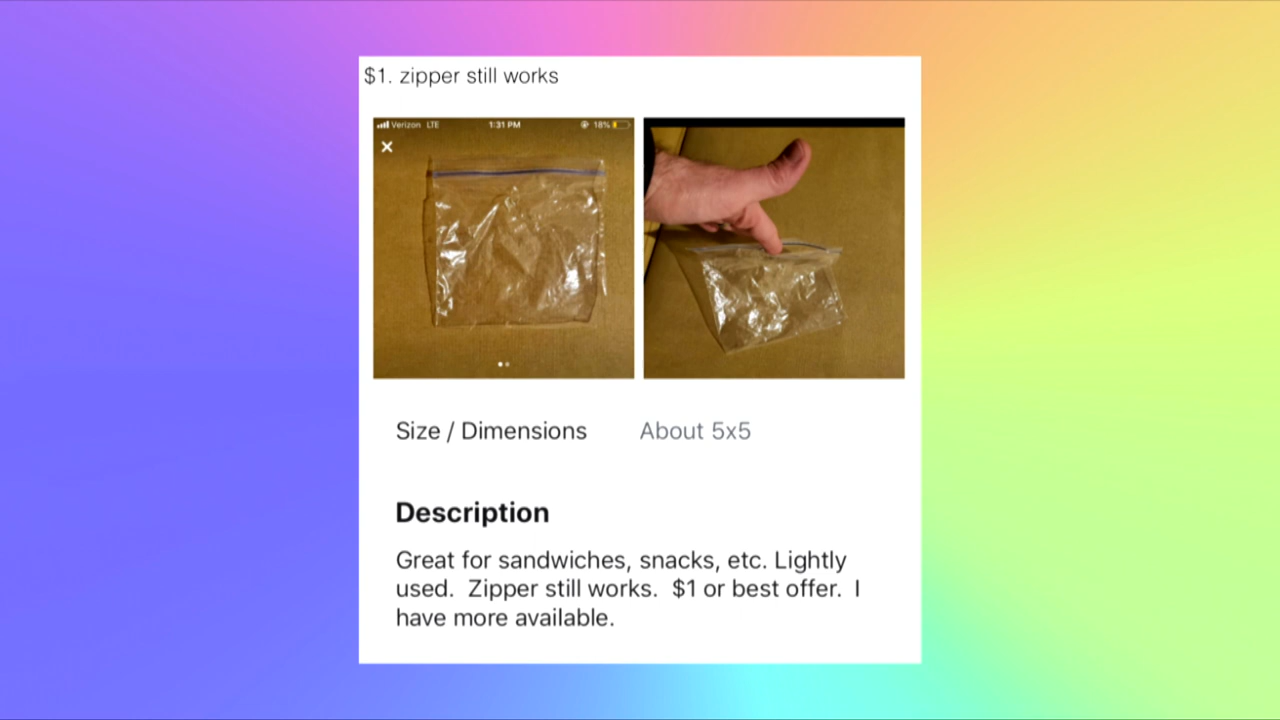 $1. zipper still works
Verizon LTE 1:31 PM 18%
Size / Dimensions About 5x5
Description
Great for sandwiches, snacks, etc. Lightly
used. Zipper still works. $1 or best offer. I
have more available.